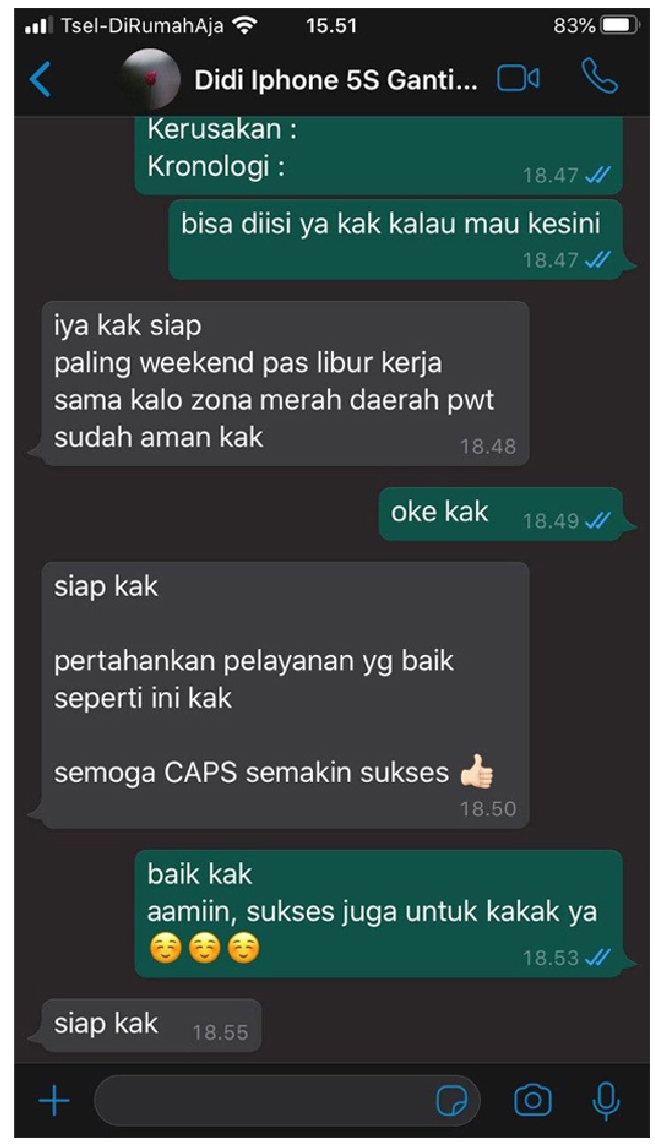 Tsel-DiRumahAja 15.51 83%
Didi Iphone 5S Ganti...
Kerusakan :
Kronologi :
18.47
bisa diisi ya kak kalau mau kesini
18.47
iya kak siap
paling weekend pas libur kerja
sama kalo zona merah daerah pwt
sudah aman kak
18.48
oke kak 18.49
siap kak
pertahankan pelayanan yg baik
seperti ini kak
semoga CAPS semakin sukses 👍🏻
18.50
baik kak
aamiin, sukses juga untuk kakak ya
☺️☺️☺️
18.53
siap kak 18.55